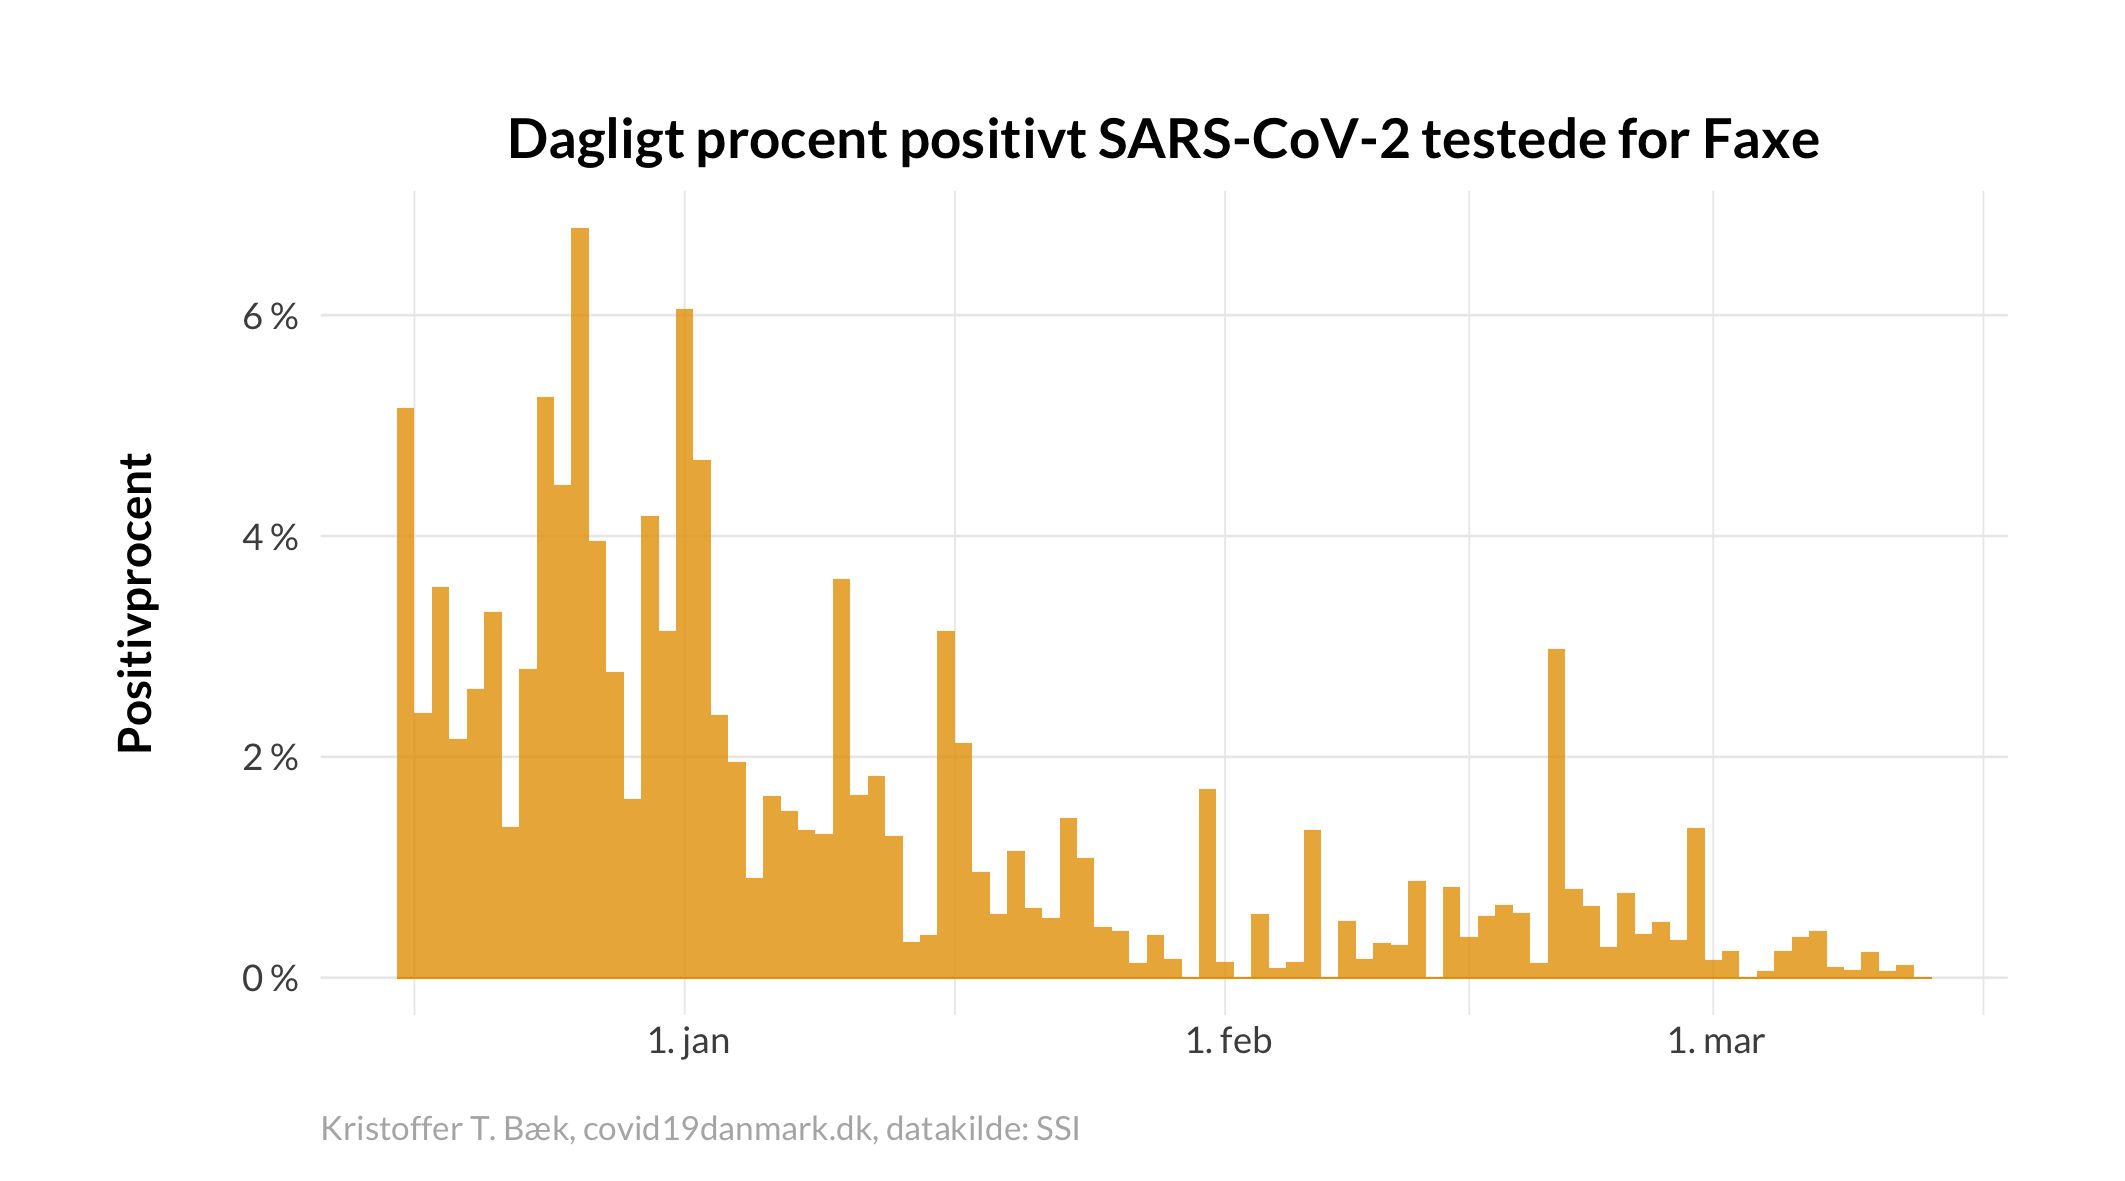 Dagligt procent positivt SARS-CoV-2 testede for Faxe
Positivprocent
6 %
4 %
2 %
0 %
1. jan
1. feb
1. mar
Kristoffer T. Bæk, covid19danmark.dk, datakilde: SSI